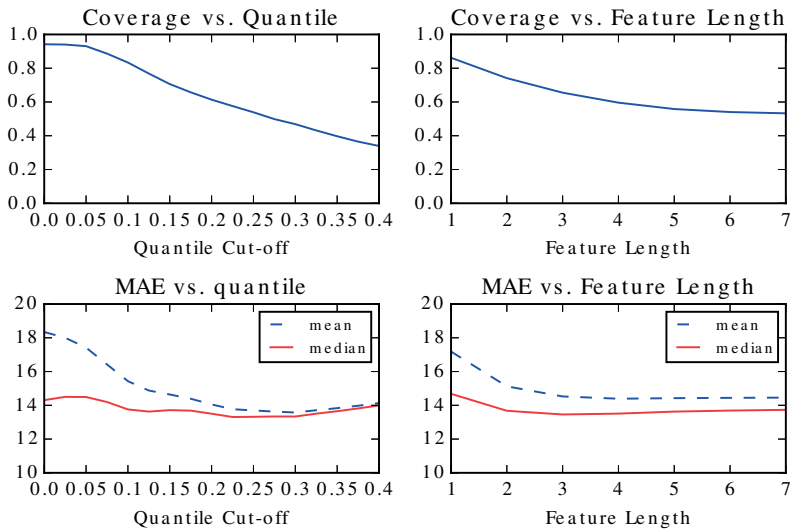 Coverage vs. Quantile
1.0
0.8
0.6
0.4
0.2
0.0
0.0 0.05 0.1 0.15 0.2 0.25 0.3 0.35 0.4
Quantile Cut-off
Coverage vs. Feature Length
1.0
0.8
0.6
0.4
0.2
0.0
1 2 3 4 5 6 7
Feature Length
MAE vs. quantile
20
18
16
14
12
10
mean
median
0.0 0.05 0.1 0.15 0.2 0.25 0.3 0.35 0.4
Quantile Cut-off
MAE vs. Feature Length
20
18
16
14
12
10
mean
median
1 2 3 4 5 6 7
Feature Length